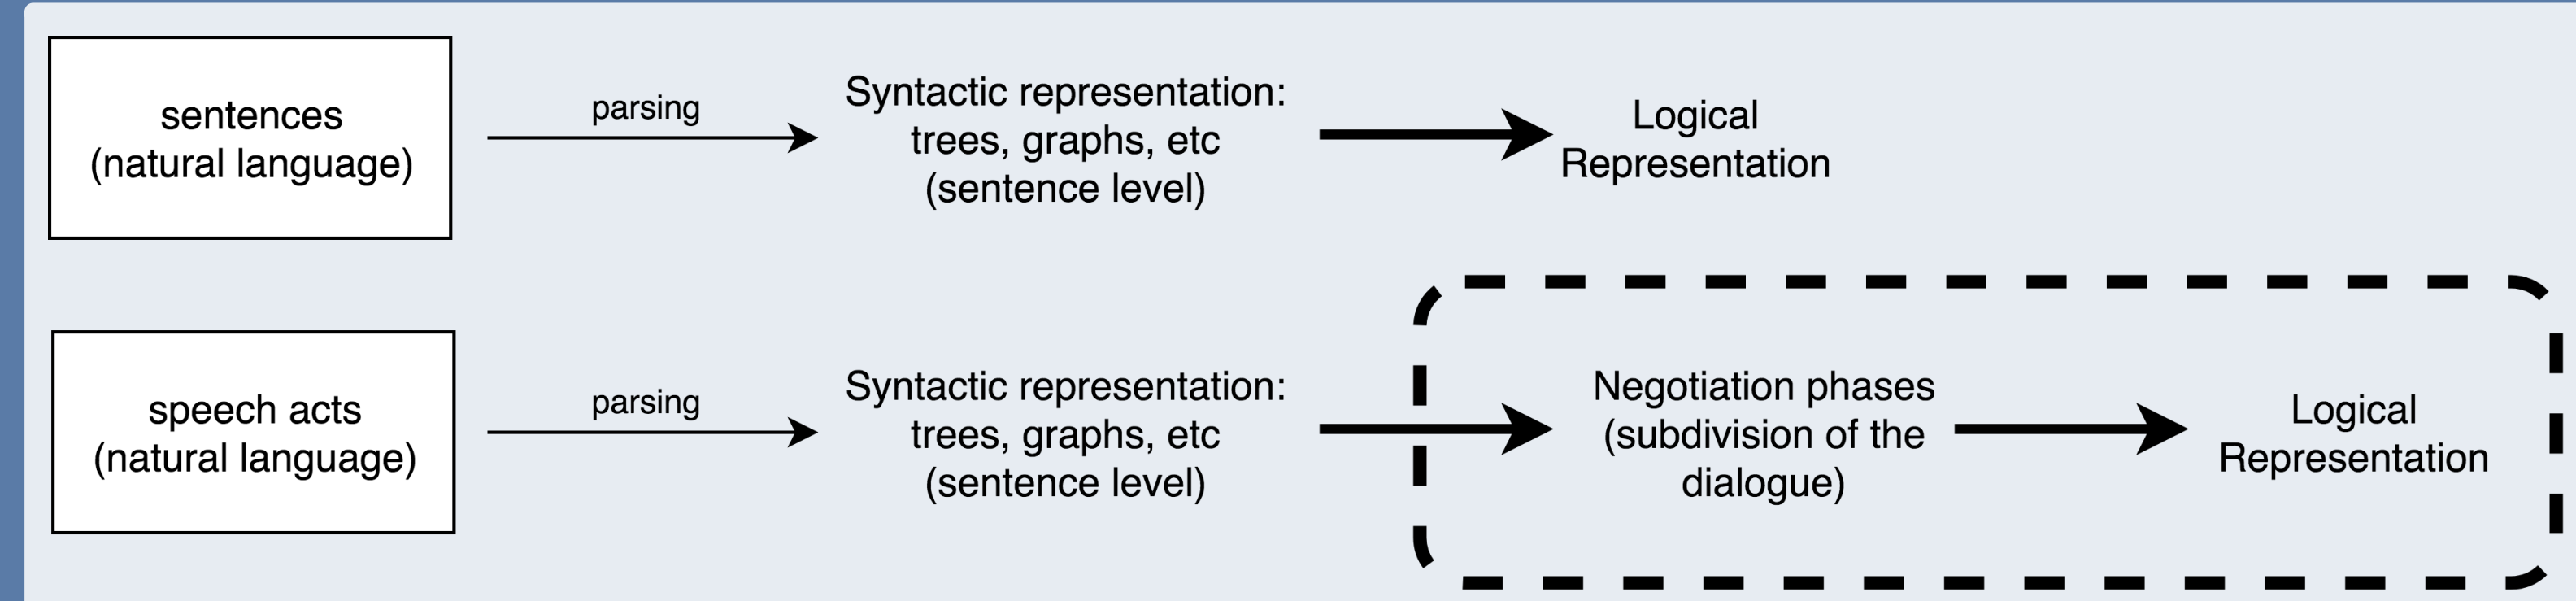 sentences
(natural language)
parsing
Syntactic representation:
trees, graphs, etc
(sentence level)
Logical
Representation
speech acts
(natural language)
parsing
Syntactic representation:
trees, graphs, etc
(sentence level)
Negotiation phases
(subdivision of the
dialogue)
Logical
Representation